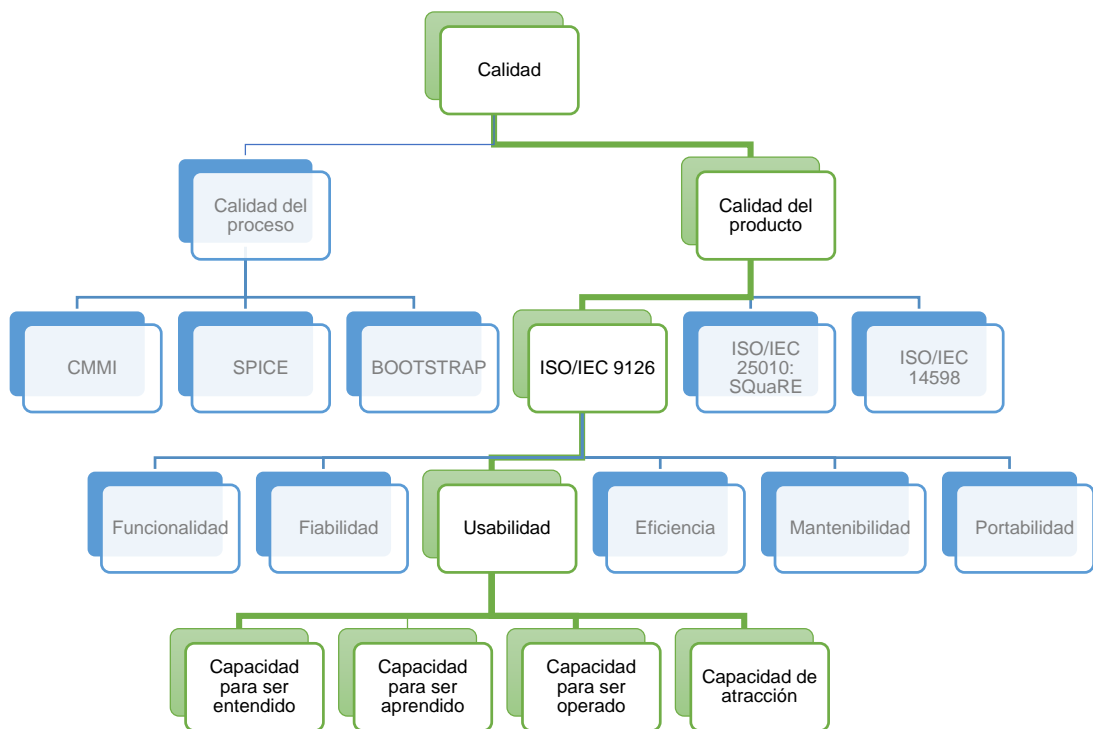 Calidad
Calidad del
proceso
Calidad del
producto
CMMI
SPICE
BOOTSTRAP
ISO/IEC 9126
ISO/IEC
25010:
SQuaRE
ISO/IEC
14598
Funcionalidad
Fiabilidad
Usabilidad
Eficiencia
Mantenibilidad
Portabilidad
Capacidad
para ser
entendido
Capacidad
para ser
aprendido
Capacidad
para ser
operado
Capacidad de
atracción